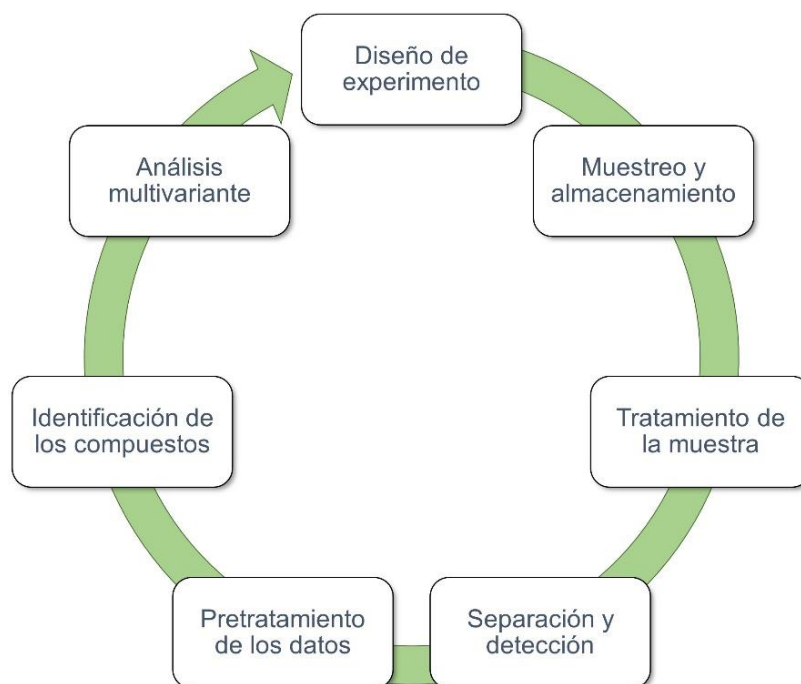 Diseño de
experimento
Muestreo y
almacenamiento
Tratamiento de
la muestra
Separación y
detección
Pretratamiento
de los datos
Identificación de
los compuestos
Análisis
multivariante